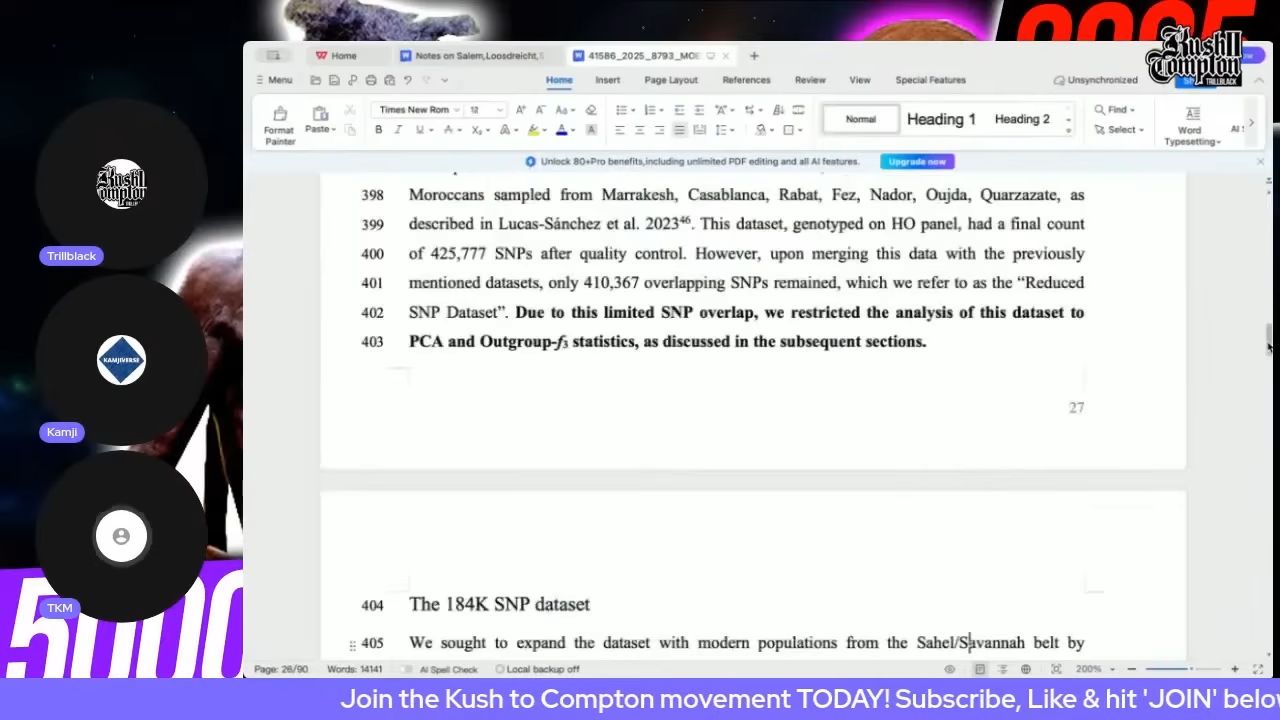 2025
Kush II
Compton
TRILLBLACK
Home
Notes on Salem,Loosdreicht,S
41586_2025_8793_MOE
Menu
Home
Insert
Page Layout
References
Review
View
Special Features
Unsynchronized
Format
Painter
Paste
Times New Rom
12
Normal
Heading 1
Heading 2
Find
Select
Word
Typesetting
Unlock 80+Pro benefits,including unlimited PDF editing and all AI features.
Upgrade now
398 Moroccans sampled from Marrakesh, Casablanca, Rabat, Fez, Nador, Oujda, Quarzazate, as
399 described in Lucas-Sánchez et al. 2023⁴⁶. This dataset, genotyped on HO panel, had a final count
400 of 425,777 SNPs after quality control. However, upon merging this data with the previously
401 mentioned datasets, only 410,367 overlapping SNPs remained, which we refer to as the “Reduced
402 SNP Dataset”. Due to this limited SNP overlap, we restricted the analysis of this dataset to
403 PCA and Outgroup-f₃ statistics, as discussed in the subsequent sections.
27
404 The 184K SNP dataset
405 We sought to expand the dataset with modern populations from the Sahel/Savannah belt by
Page: 26/90
Words: 14141
AI Spell Check
Local backup off
200%
Trillblack
KAMJIVERSE
Kamji
TKM
5000
Join the Kush to Compton movement TODAY! Subscribe, Like & hit 'JOIN' below